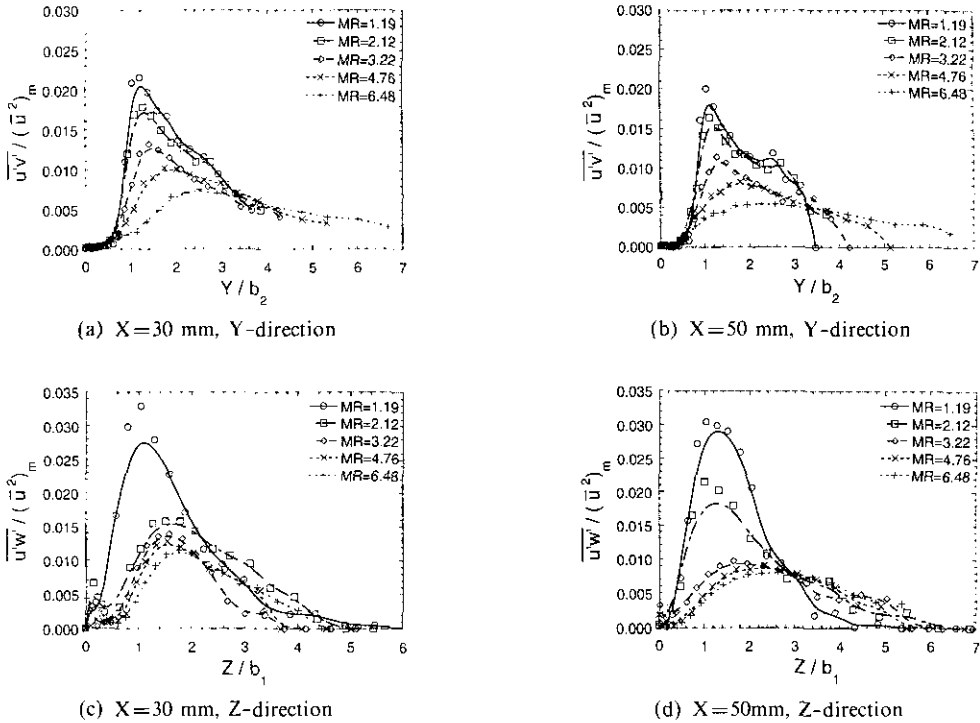 0.030
0.025
0.020
0.015
0.010
0.005
0.000
u'v' / (ū²)m
MR=1.19
MR=2.12
MR=3.22
MR=4.76
MR=6.48
0 1 2 3 4 5 6 7
Y / b₂
(a) X=30 mm, Y-direction
0.030
0.025
0.020
0.015
0.010
0.005
0.000
u'v' / (ū²)m
MR=1.19
MR=2.12
MR=3.22
MR=4.76
MR=6.48
0 1 2 3 4 5 6 7
Y / b₂
(b) X=50 mm, Y-direction
0.035
0.030
0.025
0.020
0.015
0.010
0.005
0.000
u'w' / (ū²)m
MR=1.19
MR=2.12
MR=3.22
MR=4.76
MR=6.48
0 1 2 3 4 5 6
Z / b₁
(c) X=30 mm, Z-direction
0.035
0.030
0.025
0.020
0.015
0.010
0.005
0.000
u'w' / (ū²)m
MR=1.19
MR=2.12
MR=3.22
MR=4.76
MR=6.48
0 1 2 3 4 5 6 7
Z / b₁
(d) X=50mm, Z-direction